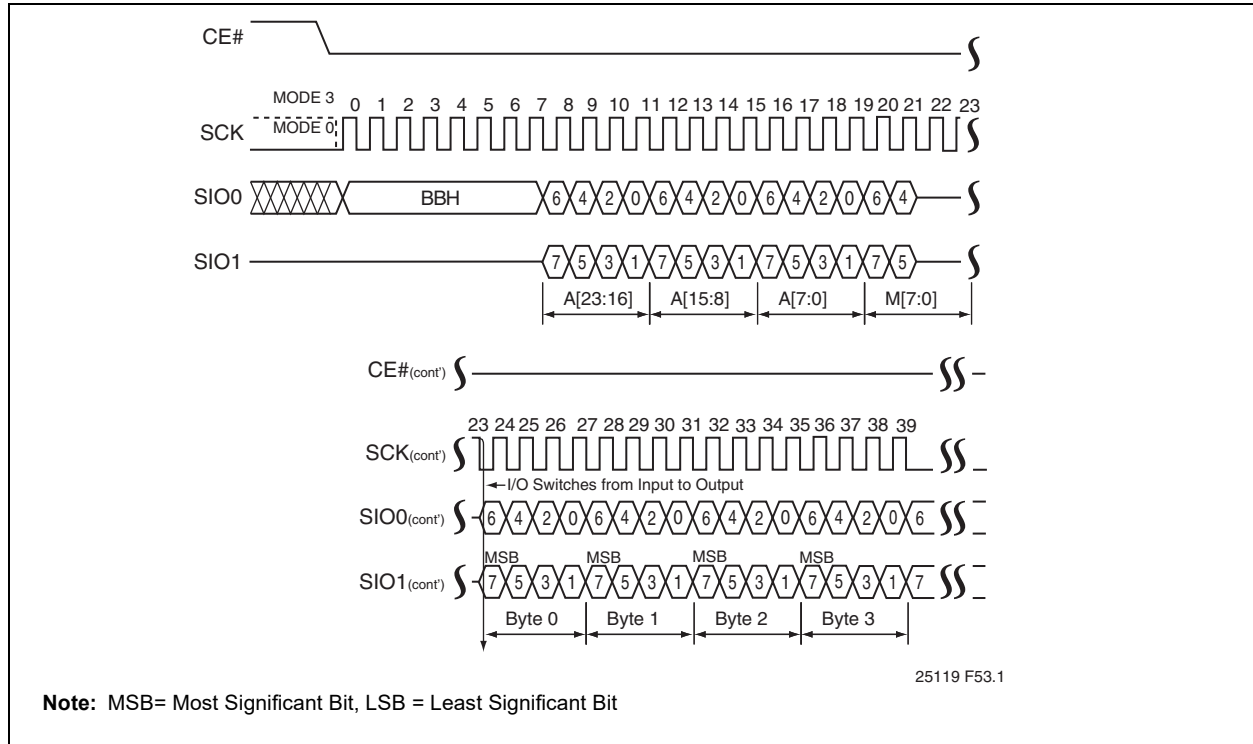 CE#
MODE 3
0 1 2 3 4 5 6 7 8 9 10 11 12 13 14 15 16 17 18 19 20 21 22 23
SCK
MODE 0
SIO0 BBH 6 4 2 0 6 4 2 0 6 4 2 0 6 4
SIO1 7 5 3 1 7 5 3 1 7 5 3 1 7 5
A[23:16] A[15:8] A[7:0] M[7:0]
CE#(cont')
23 24 25 26 27 28 29 30 31 32 33 34 35 36 37 38 39
SCK(cont')
I/O Switches from Input to Output
SIO0(cont') 6 4 2 0 6 4 2 0 6 4 2 0 6 4 2 0 6
MSB MSB MSB MSB
SIO1(cont') 7 5 3 1 7 5 3 1 7 5 3 1 7 5 3 1 7
Byte 0 Byte 1 Byte 2 Byte 3
25119 F53.1
Note: MSB= Most Significant Bit, LSB = Least Significant Bit